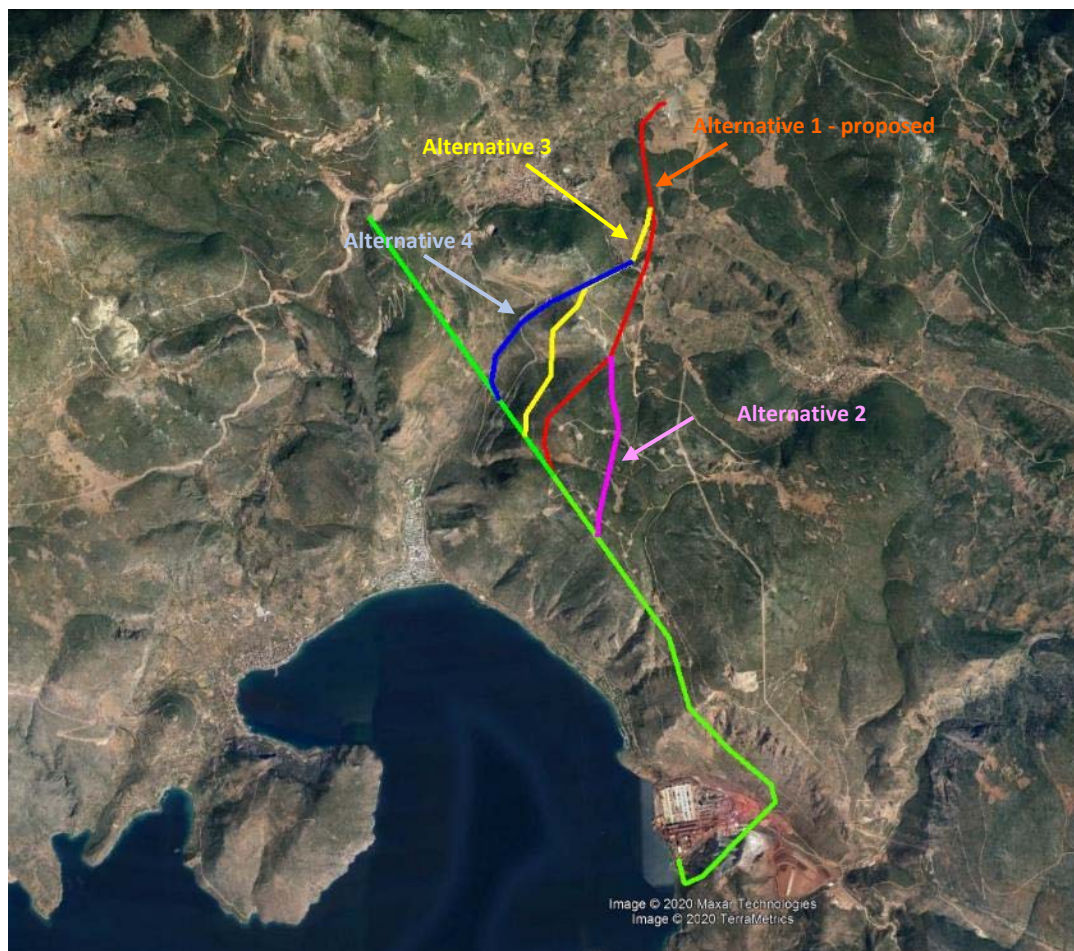 Alternative 1 - proposed
Alternative 3
Alternative 4
Alternative 2
Image © 2020 Maxar Technologies
Image © 2020 TerraMetrics